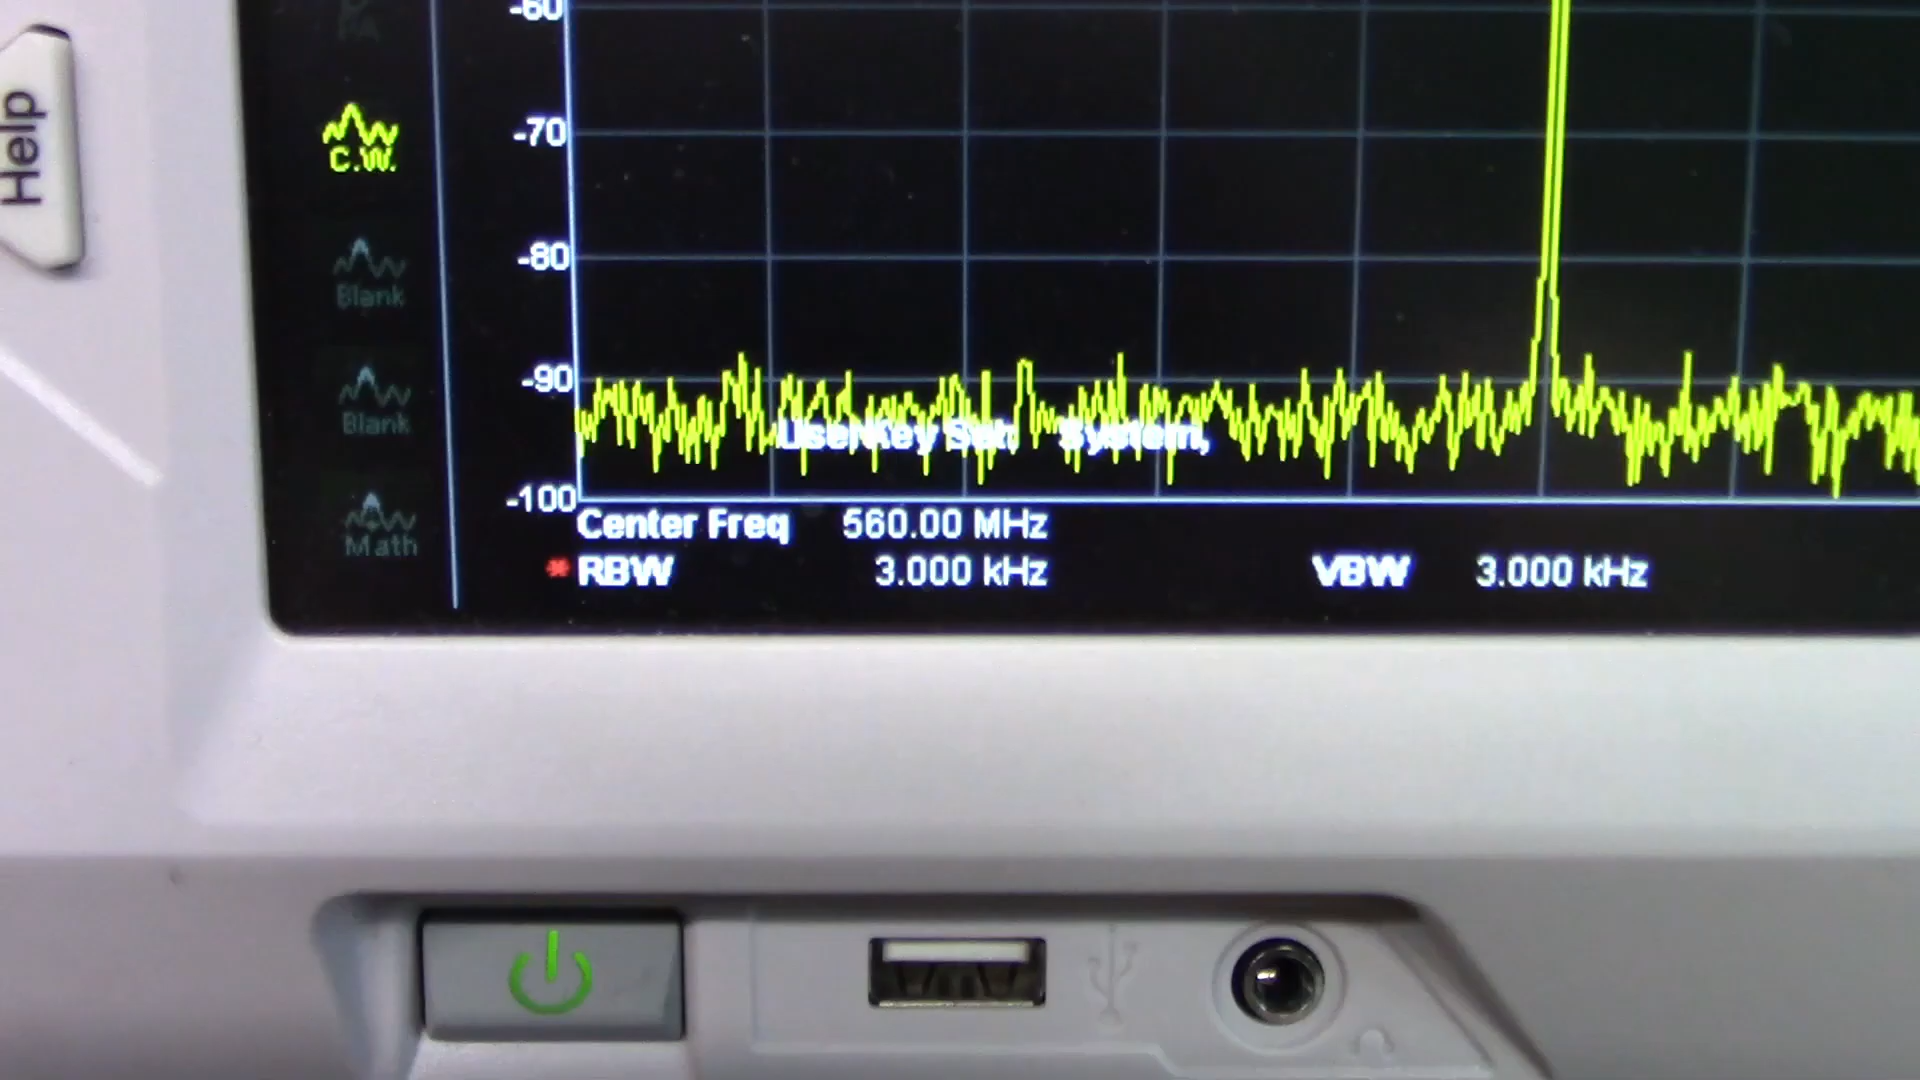 -60
PA
Help
C.W.
-70
-80
Blank
-90
Blank
UserKey Set: System,
-100
Math
Center Freq 560.00 MHz
* RBW 3.000 kHz VBW 3.000 kHz